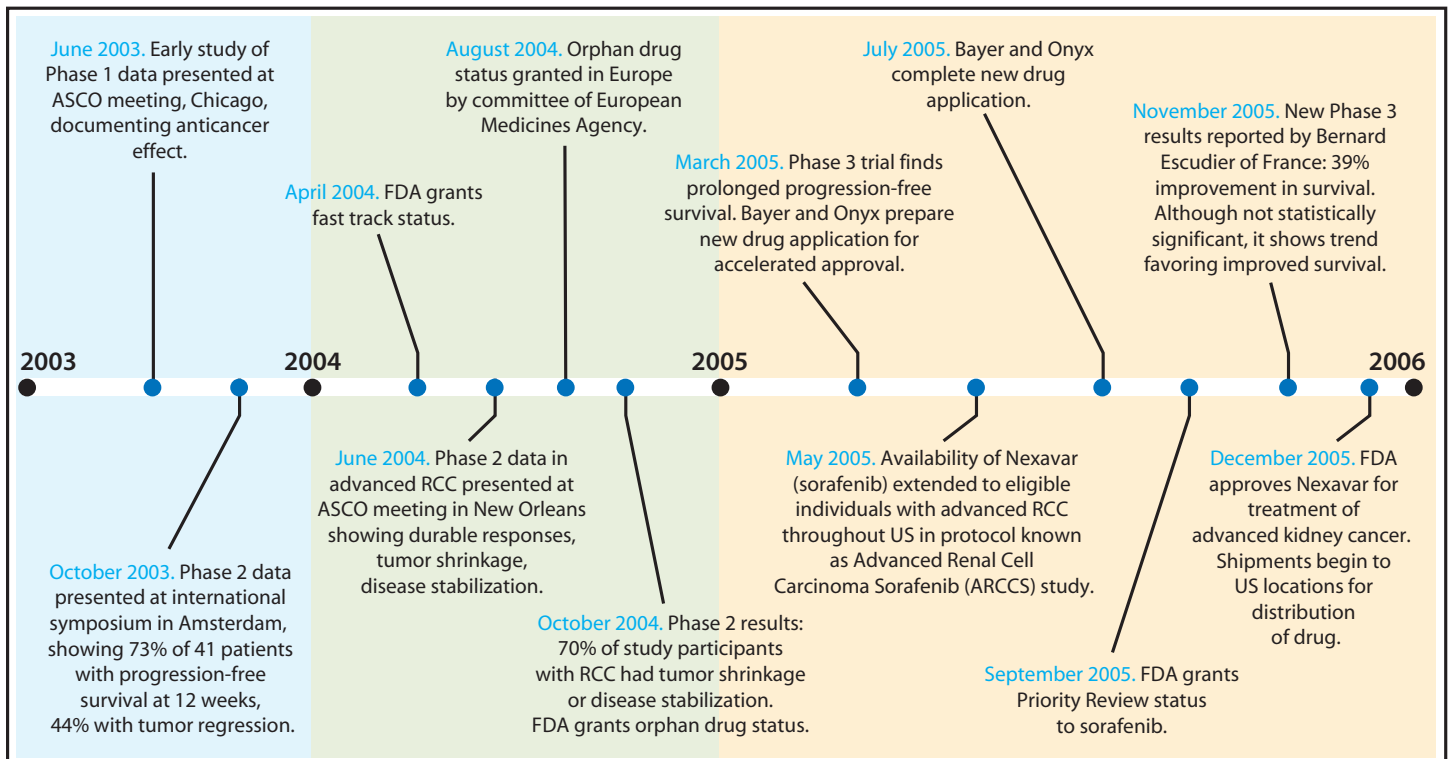 June 2003. Early study of
Phase 1 data presented at
ASCO meeting, Chicago,
documenting anticancer
effect.
April 2004. FDA grants
fast track status.
August 2004. Orphan drug
status granted in Europe
by committee of European
Medicines Agency.
March 2005. Phase 3 trial finds
prolonged progression-free
survival. Bayer and Onyx prepare
new drug application for
accelerated approval.
July 2005. Bayer and Onyx
complete new drug
application.
November 2005. New Phase 3
results reported by Bernard
Escudier of France: 39%
improvement in survival.
Although not statistically
significant, it shows trend
favoring improved survival.
2003
2004
2005
2006
October 2003. Phase 2 data
presented at international
symposium in Amsterdam,
showing 73% of 41 patients
with progression-free
survival at 12 weeks,
44% with tumor regression.
June 2004. Phase 2 data in
advanced RCC presented at
ASCO meeting in New Orleans
showing durable responses,
tumor shrinkage,
disease stabilization.
October 2004. Phase 2 results:
70% of study participants
with RCC had tumor shrinkage
or disease stabilization.
FDA grants orphan drug status.
May 2005. Availability of Nexavar
(sorafenib) extended to eligible
individuals with advanced RCC
throughout US in protocol known
as Advanced Renal Cell
Carcinoma Sorafenib (ARCCS) study.
September 2005. FDA grants
Priority Review status
to sorafenib.
December 2005. FDA
approves Nexavar for
treatment of
advanced kidney cancer.
Shipments begin to
US locations for
distribution
of drug.